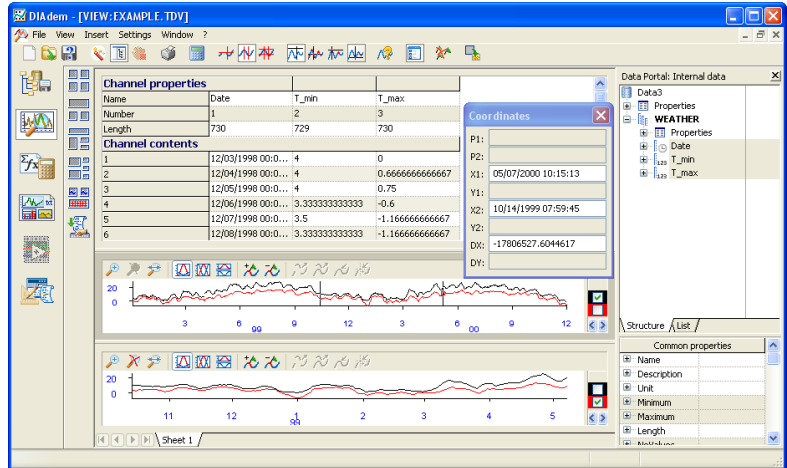 DIAdem - [VIEW:EXAMPLE.TDV]
File View Insert Settings Window ?
Channel properties
Name Date T_min T_max
Number 1 2 3
Length 730 729 730
Channel contents
1 12/03/1998 00:0... 4 0
2 12/04/1998 00:0... 4 0.6666666666667
3 12/05/1998 00:0... 4 0.75
4 12/06/1998 00:0... 3.333333333333 -0.6
5 12/07/1998 00:0... 3.5 -1.166666666667
6 12/08/1998 00:0... 3.333333333333 -1.166666666667
Coordinates
P1:
P2:
X1: 05/07/2000 10:15:13
Y1:
X2: 10/14/1999 07:59:45
Y2:
DX: -17806527.6044617
DY:
20
0
3 6 9 12 3 6 9 12
99 00
20
0
11 12 1 2 3 4 5
99
Sheet 1
Data Portal: Internal data
Data3
Properties
WEATHER
Properties
Date
123 T_min
123 T_max
Structure List
Common properties
Name
Description
Unit
Minimum
Maximum
Length
NoValues